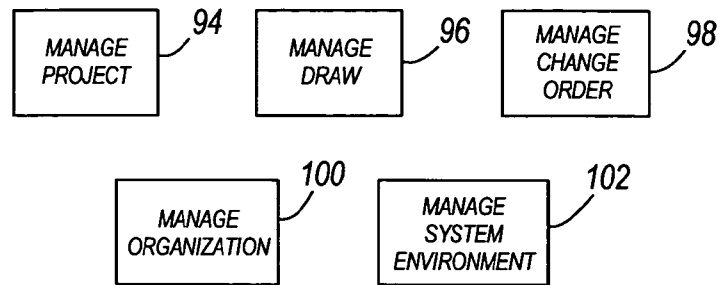 MANAGE
PROJECT
94
MANAGE
DRAW
96
MANAGE
CHANGE
ORDER
98
MANAGE
ORGANIZATION
100
MANAGE
SYSTEM
ENVIRONMENT
102